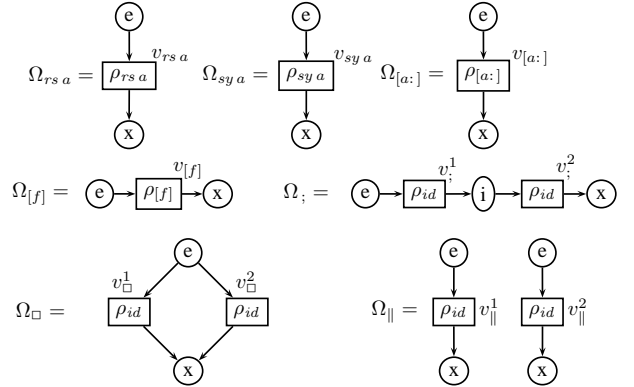 e e e
Ω_{rs a} = ρ_{rs a} v_{rs a} Ω_{sy a} = ρ_{sy a} v_{sy a} Ω_{[a:]} = ρ_{[a:]} v_{[a:]}
x x x
Ω_{[f]} = e ρ_{[f]} v_{[f]} x Ω_{;} = e ρ_{id} v_{;}^{1} i ρ_{id} v_{;}^{2} x
e e e
Ω_□ = v_□^1 ρ_{id} v_□^2 ρ_{id} Ω_∥ = ρ_{id} v_∥^1 ρ_{id} v_∥^2
x x x